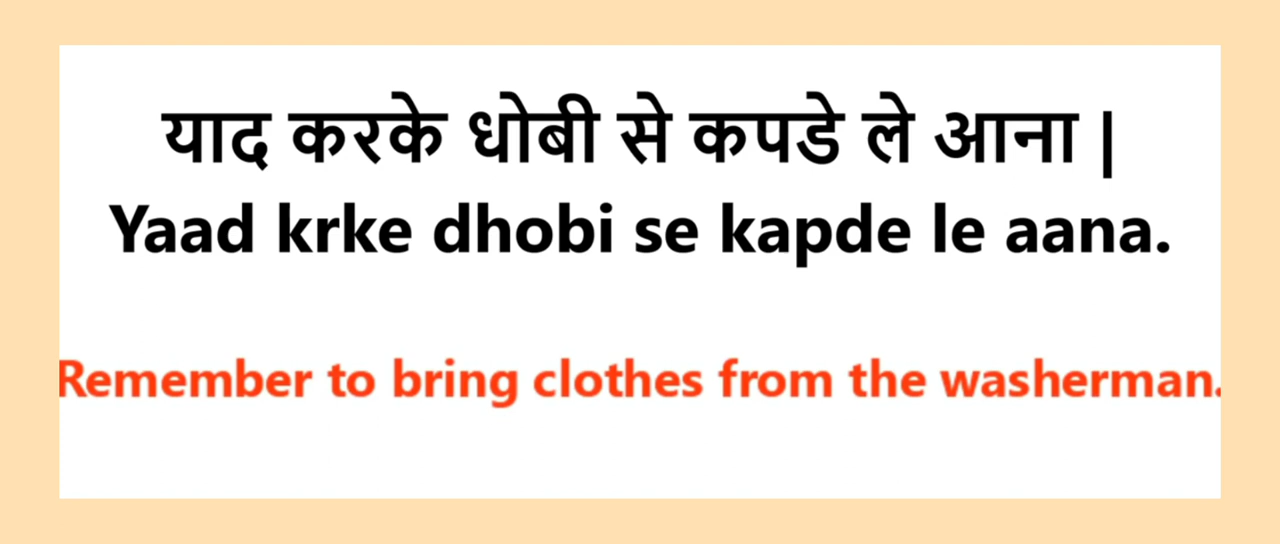 याद करके धोबी से कपडे ले आना |
Yaad krke dhobi se kapde le aana.
Remember to bring clothes from the washerman.